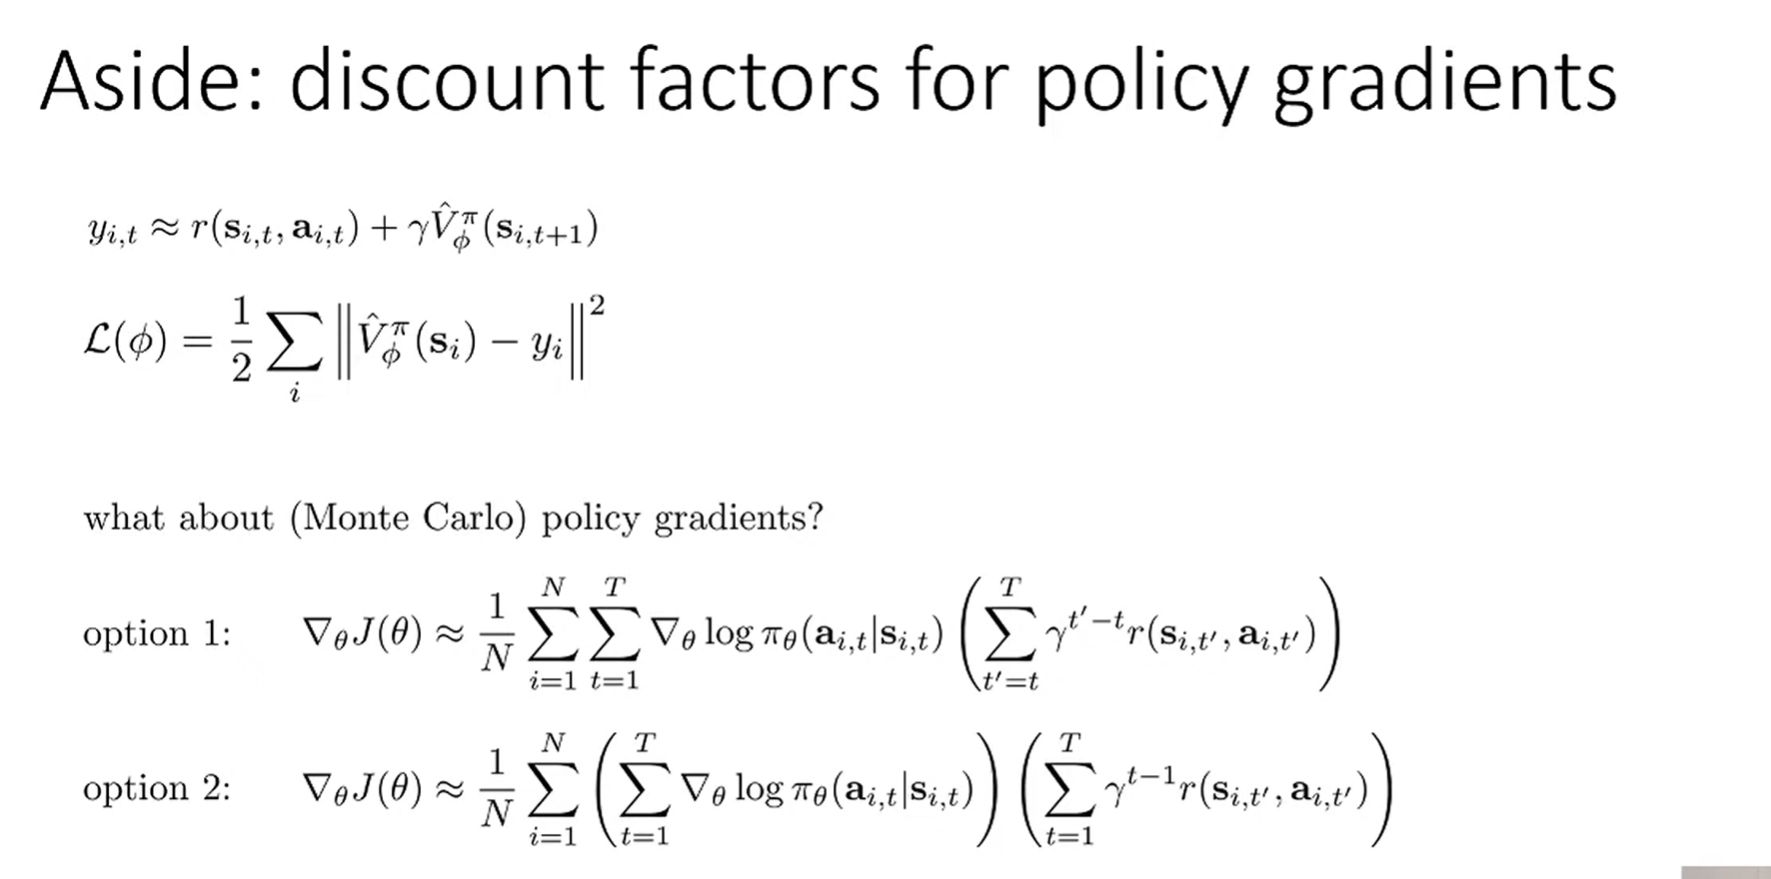 Aside: discount factors for policy gradients
$y_{i,t} \approx r(\mathbf{s}_{i,t}, \mathbf{a}_{i,t}) + \gamma \hat{V}_{\phi}^{\pi}(\mathbf{s}_{i,t+1})$
$\mathcal{L}(\phi) = \frac{1}{2} \sum_{i} \left\| \hat{V}_{\phi}^{\pi}(\mathbf{s}_i) - y_i \right\|^2$
what about (Monte Carlo) policy gradients?
option 1: $\nabla_{\theta} J(\theta) \approx \frac{1}{N} \sum_{i=1}^{N} \sum_{t=1}^{T} \nabla_{\theta} \log \pi_{\theta}(\mathbf{a}_{i,t}|\mathbf{s}_{i,t}) \left( \sum_{t'=t}^{T} \gamma^{t'-t} r(\mathbf{s}_{i,t'}, \mathbf{a}_{i,t'}) \right)$
option 2: $\nabla_{\theta} J(\theta) \approx \frac{1}{N} \sum_{i=1}^{N} \left( \sum_{t=1}^{T} \nabla_{\theta} \log \pi_{\theta}(\mathbf{a}_{i,t}|\mathbf{s}_{i,t}) \right) \left( \sum_{t=1}^{T} \gamma^{t-1} r(\mathbf{s}_{i,t'}, \mathbf{a}_{i,t'}) \right)$